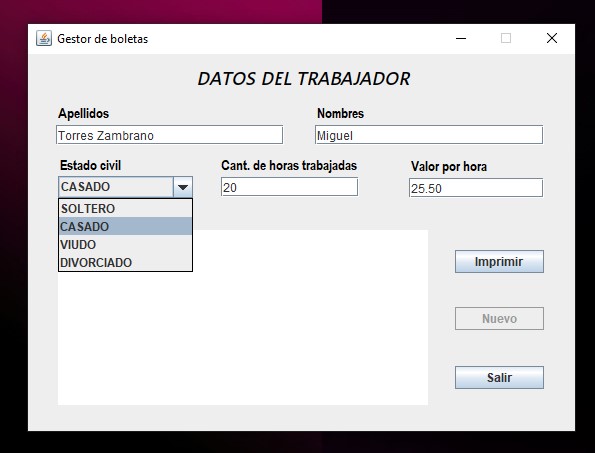 Gestor de boletas
DATOS DEL TRABAJADOR
Apellidos Nombres
Torres Zambrano Miguel
Estado civil Cant. de horas trabajadas Valor por hora
CASADO 20 25.50
SOLTERO
CASADO
VIUDO
DIVORCIADO
Imprimir
Nuevo
Salir